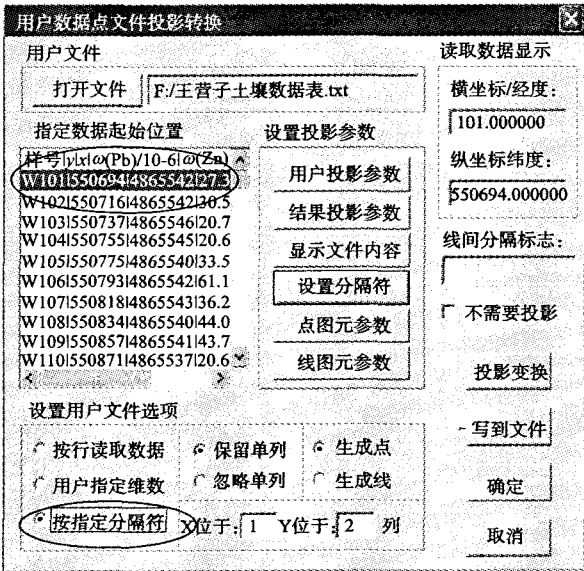 用户数据点文件投影转换
用户文件
打开文件 F:/王营子土壤数据表.txt
指定数据起始位置
样号|y|x|ω(Pb)/10-6|ω(Zn)
W101|550694|4865542|27.3
W102|550716|4865542|30.5
W103|550737|4865546|20.7
W104|550755|4865545|20.6
W105|550775|4865540|33.5
W106|550793|4865542|61.1
W107|550818|4865543|36.2
W108|550834|4865540|44.0
W109|550857|4865541|43.7
W110|550871|4865537|20.6
设置投影参数
用户投影参数
结果投影参数
显示文件内容
设置分隔符
点图元参数
线图元参数
读取数据显示
横坐标/经度:
101.000000
纵坐标纬度:
550694.000000
线间分隔标志:
不需要投影
投影变换
写到文件
确定
取消
设置用户文件选项
按行读取数据 保留单列 生成点
用户指定维数 忽略单列 生成线
按指定分隔符 X位于: 1 Y位于: 2 列